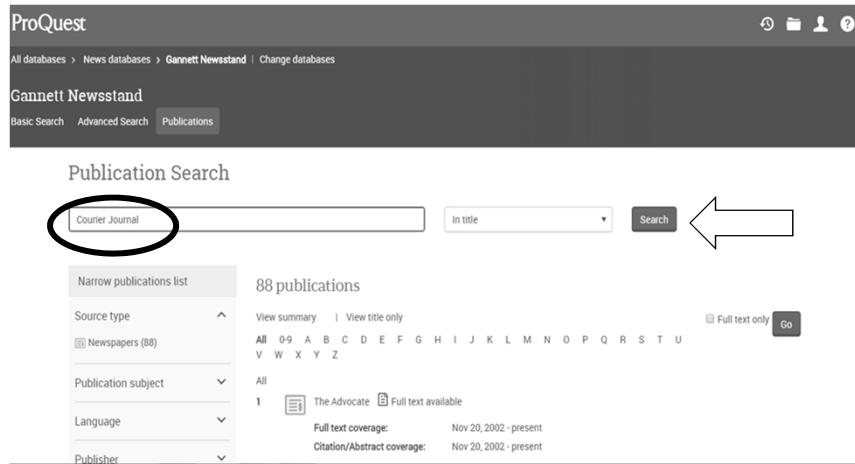 ProQuest
All databases > News databases > Gannett Newsstand | Change databases
Gannett Newsstand
Basic Search Advanced Search Publications
Publication Search
Courier Journal In title Search
Narrow publications list
Source type
Newspapers (88)
Publication subject
Language
Publisher
88 publications
View summary | View title only
Full text only Go
All 0-9 A B C D E F G H I J K L M N O P Q R S T U
V W X Y Z
All
1 The Advocate Full text available
Full text coverage: Nov 20, 2002 - present
Citation/Abstract coverage: Nov 20, 2002 - present